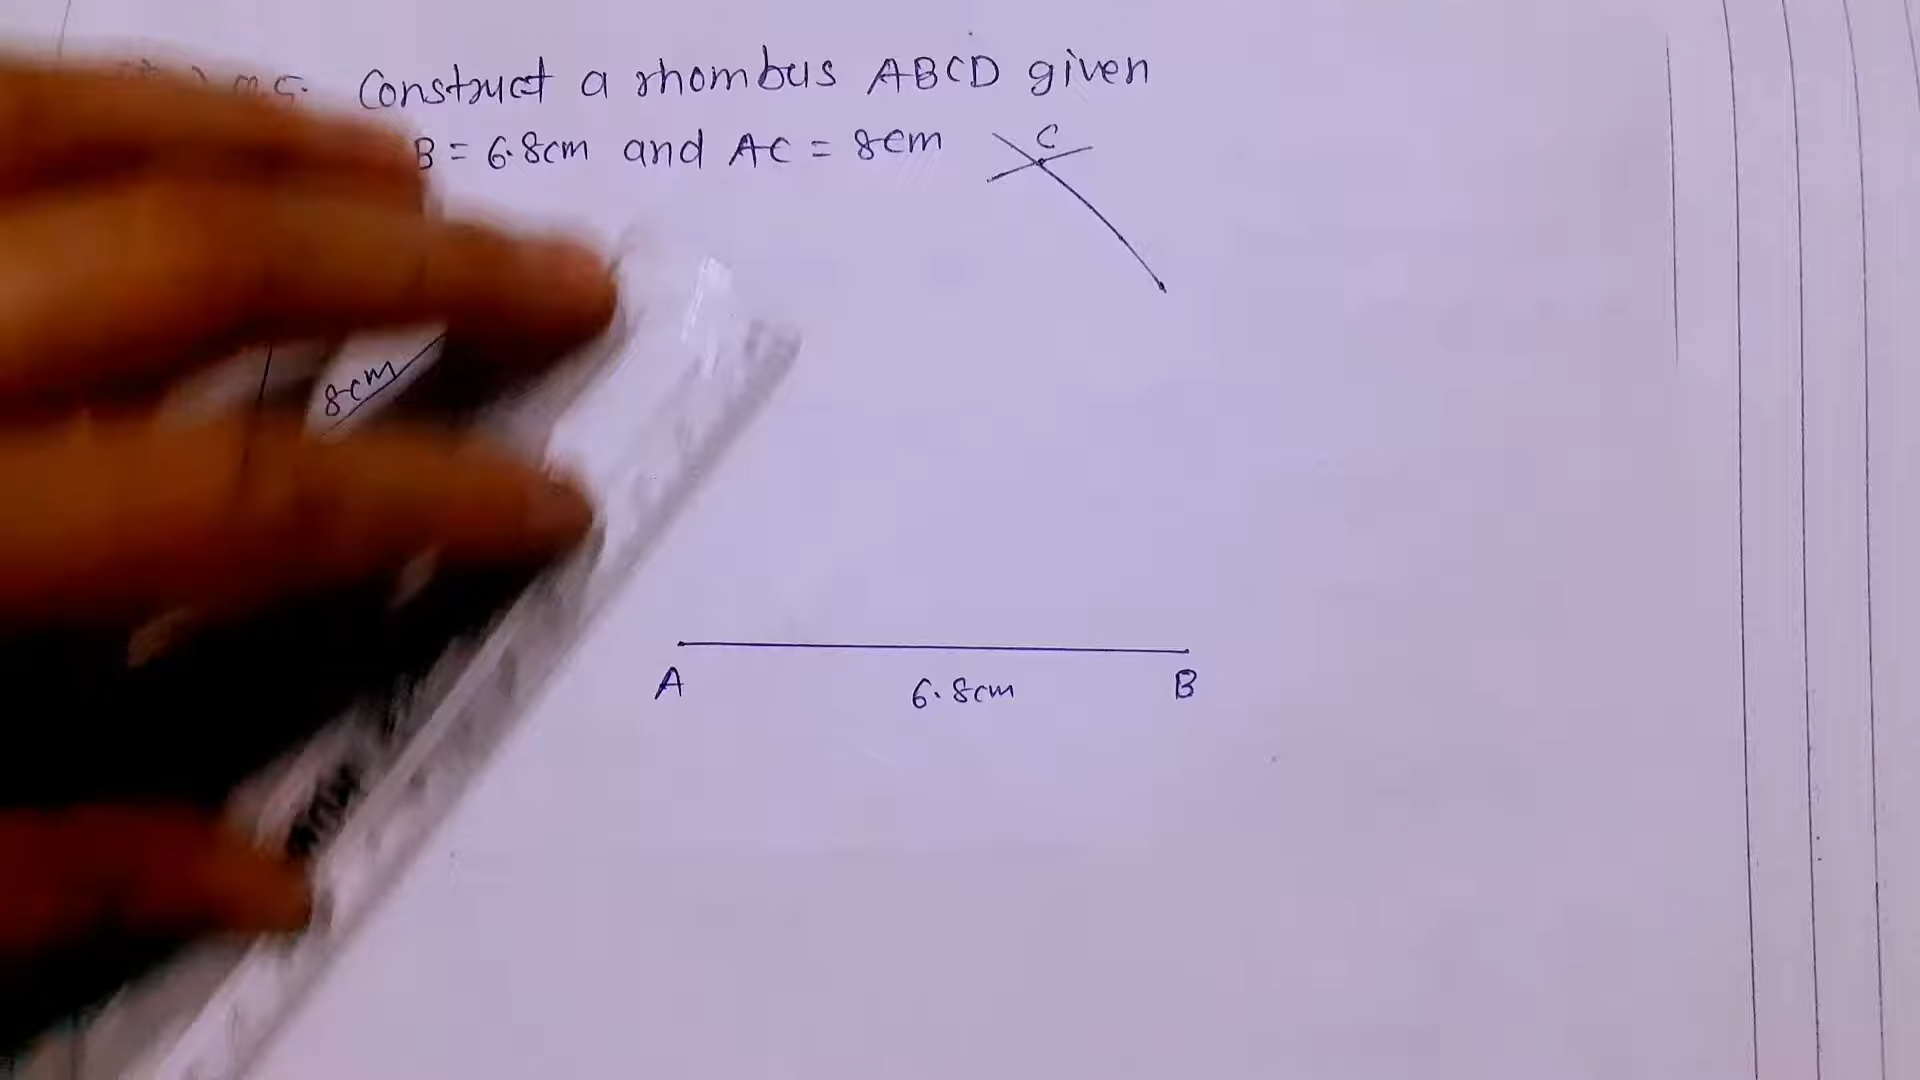 Construct a rhombus ABCD given
B = 6.8cm and AC = 8cm
C
8cm
A
B
6.8cm